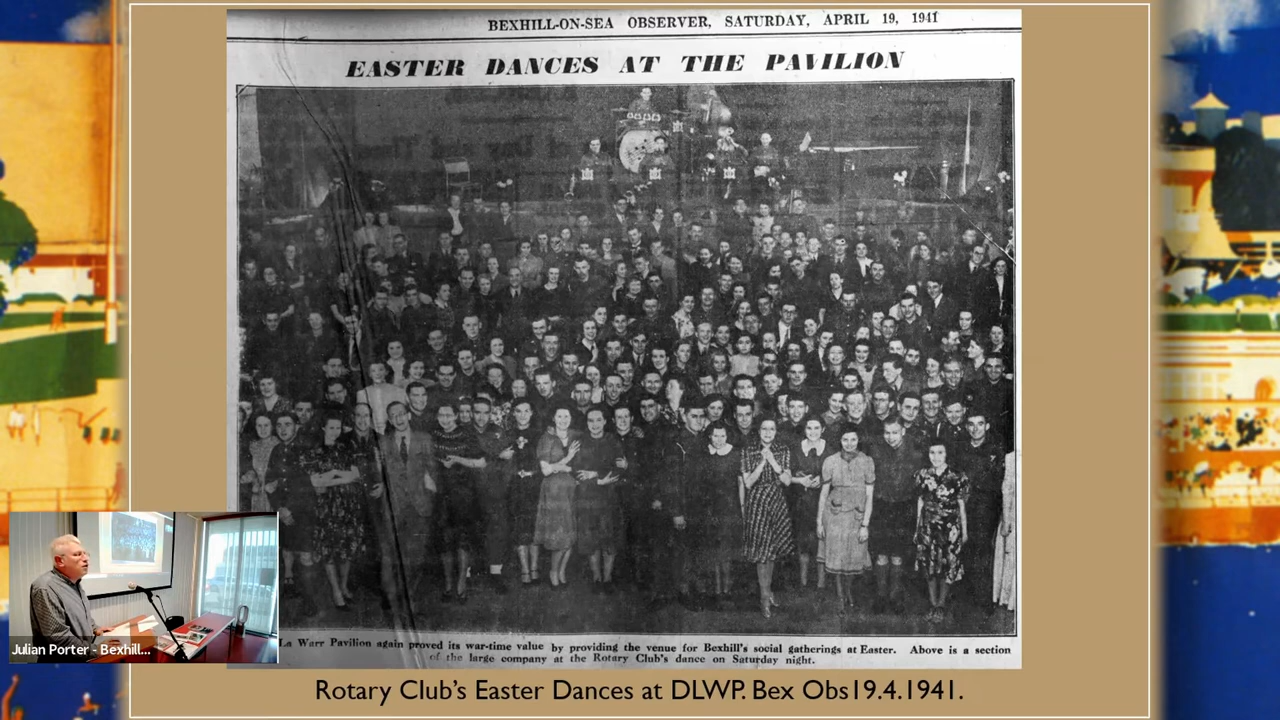 BEXHILL-ON-SEA OBSERVER, SATURDAY, APRIL 19, 1941
EASTER DANCES AT THE PAVILION
La Warr Pavilion again proved its war-time value by providing the venue for Bexhill's social gatherings at Easter. Above is a section
of the large company at the Rotary Club's dance on Saturday night.
Rotary Club's Easter Dances at DLWP. Bex Obs19.4.1941.
Julian Porter - Bexhill...